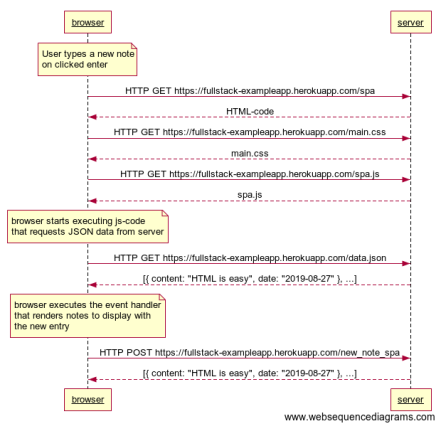 browser
server
User types a new note
on clicked enter
HTTP GET https://fullstack-exampleapp.herokuapp.com/spa
HTML-code
HTTP GET https://fullstack-exampleapp.herokuapp.com/main.css
main.css
HTTP GET https://fullstack-exampleapp.herokuapp.com/spa.js
spa.js
browser starts executing js-code
that requests JSON data from server
HTTP GET https://fullstack-exampleapp.herokuapp.com/data.json
[{ content: "HTML is easy", date: "2019-08-27" }, ...]
browser executes the event handler
that renders notes to display with
the new entry
HTTP POST https://fullstack-exampleapp.herokuapp.com/new_note_spa
[{ content: "HTML is easy", date: "2019-08-27" }, ...]
browser
server
www.websequencediagrams.com